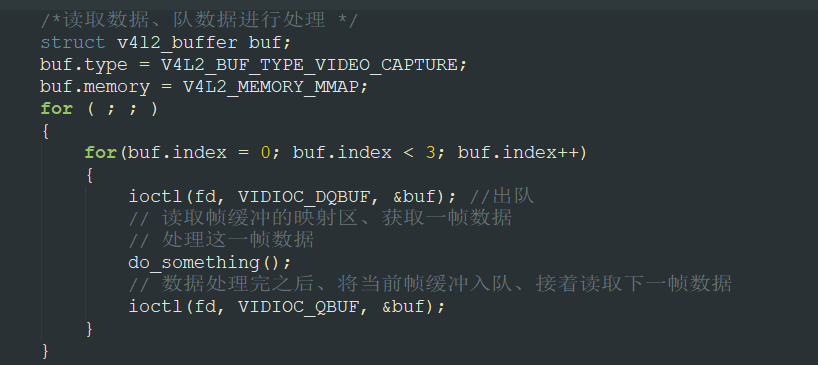 /*读取数据、队数据进行处理 */
struct v4l2_buffer buf;
buf.type = V4L2_BUF_TYPE_VIDEO_CAPTURE;
buf.memory = V4L2_MEMORY_MMAP;
for ( ; ; )
{
for(buf.index = 0; buf.index < 3; buf.index++)
{
ioctl(fd, VIDIOC_DQBUF, &buf); //出队
// 读取帧缓冲的映射区、获取一帧数据
// 处理这一帧数据
do_something();
// 数据处理完之后、将当前帧缓冲入队、接着读取下一帧数据
ioctl(fd, VIDIOC_QBUF, &buf);
}
}